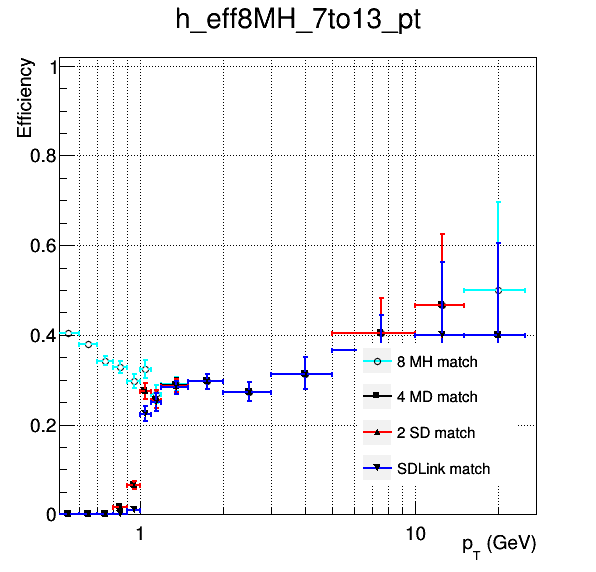 h_eff8MH_7to13_pt
Efficiency
1
0.8
0.6
0.4
0.2
0
8 MH match
4 MD match
2 SD match
SDLink match
1
10
p_T (GeV)